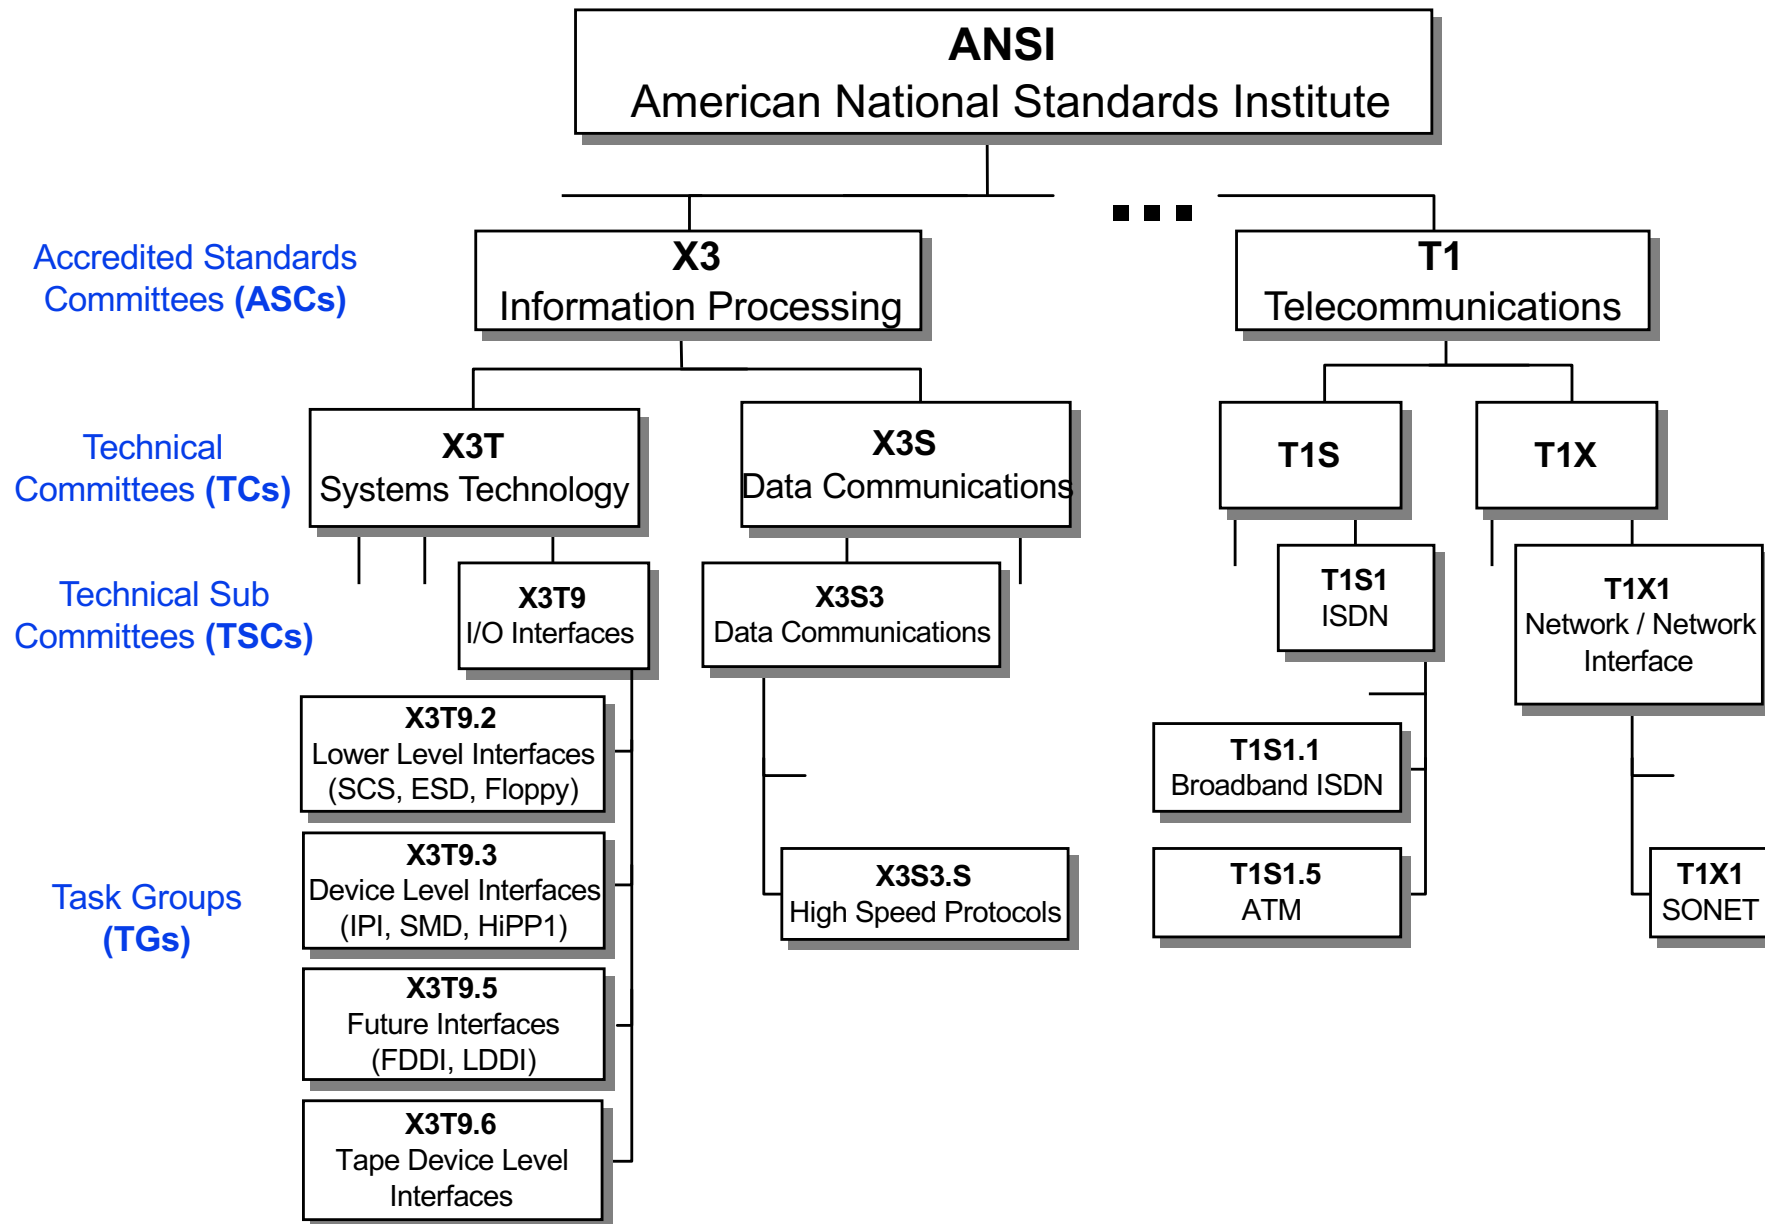 ANSI
American National Standards Institute
Accredited Standards
Committees (ASCs)
X3
Information Processing
T1
Telecommunications
Technical
Committees (TCs)
X3T
Systems Technology
X3S
Data Communications
T1S
T1X
Technical Sub
Committees (TSCs)
X3T9
I/O Interfaces
X3S3
Data Communications
T1S1
ISDN
T1X1
Network / Network
Interface
Task Groups
(TGs)
X3T9.2
Lower Level Interfaces
(SCS, ESD, Floppy)
X3T9.3
Device Level Interfaces
(IPI, SMD, HiPP1)
X3T9.5
Future Interfaces
(FDDI, LDDI)
X3T9.6
Tape Device Level
Interfaces
X3S3.S
High Speed Protocols
T1S1.1
Broadband ISDN
T1S1.5
ATM
T1X1
SONET